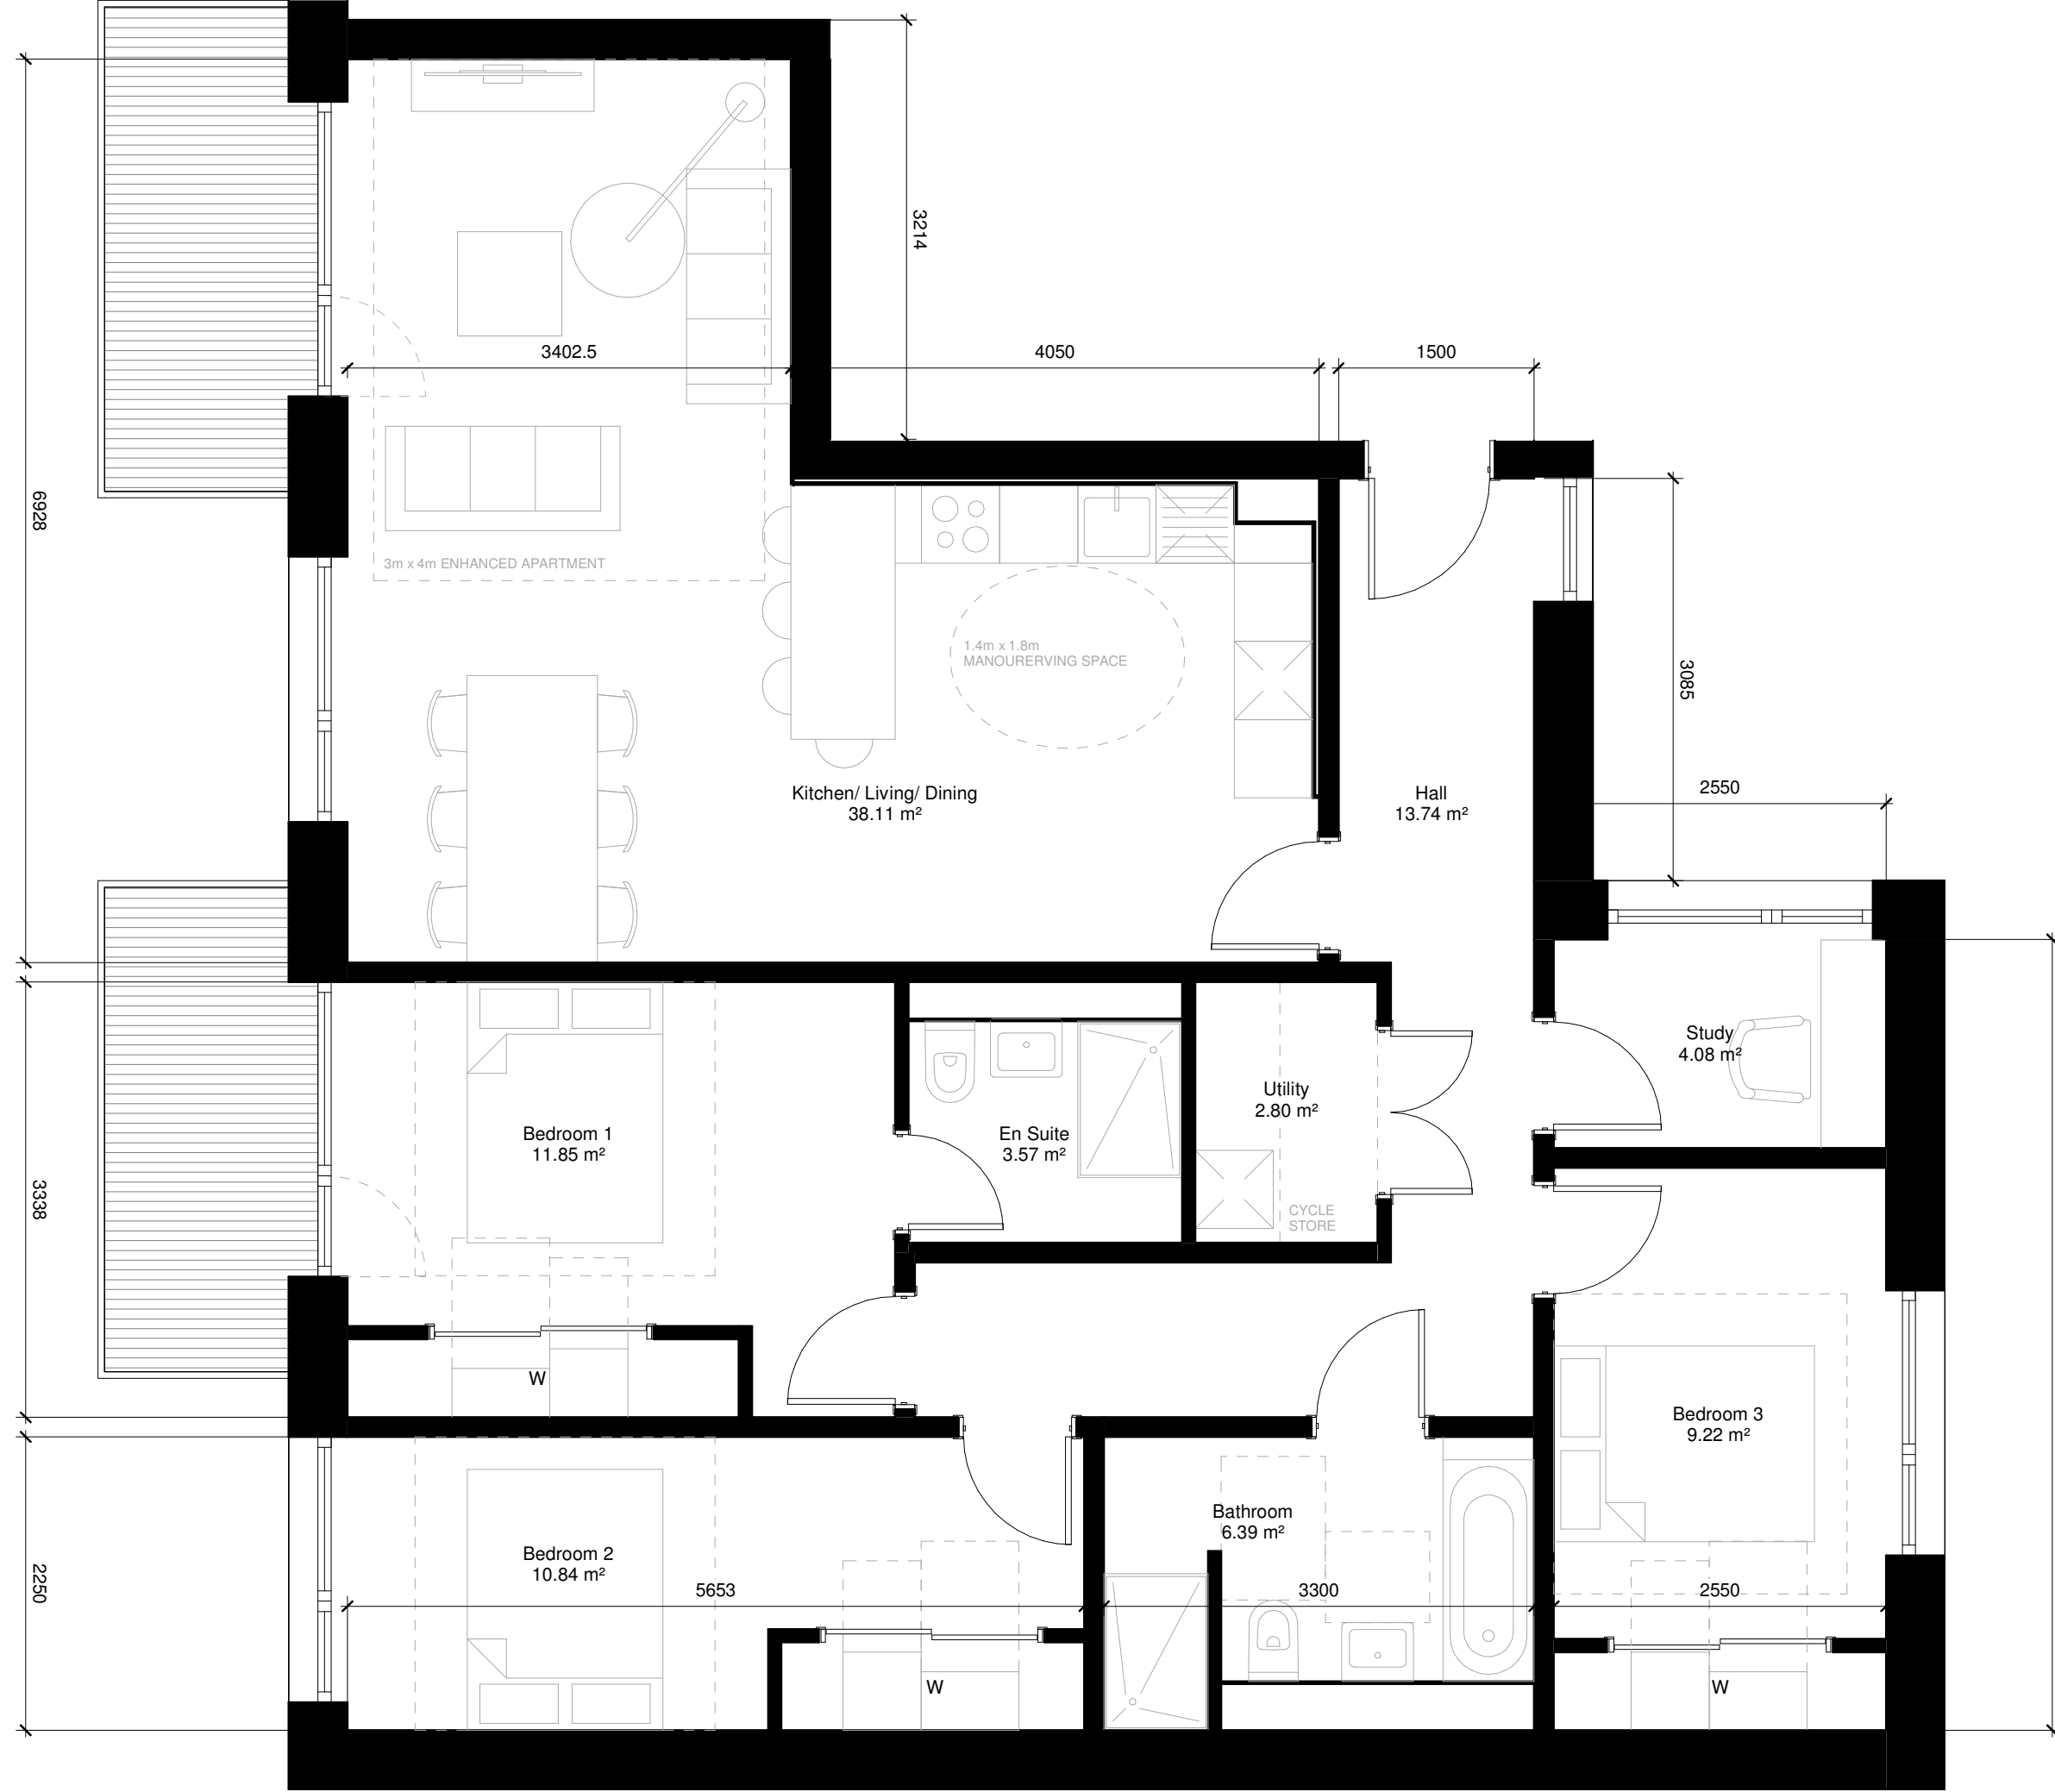 3214
3402.5
4050
1500
6928
3m x 4m ENHANCED APARTMENT
1.4m x 1.8m
MANOURERVING SPACE
3085
2550
Kitchen/ Living/ Dining
38.11 m²
Hall
13.74 m²
Study
4.08 m²
Utility
2.80 m²
Bedroom 1
11.85 m²
En Suite
3.57 m²
3338
CYCLE
STORE
W
Bedroom 3
9.22 m²
Bathroom
6.39 m²
Bedroom 2
10.84 m²
2250
5653
3300
2550
W
W